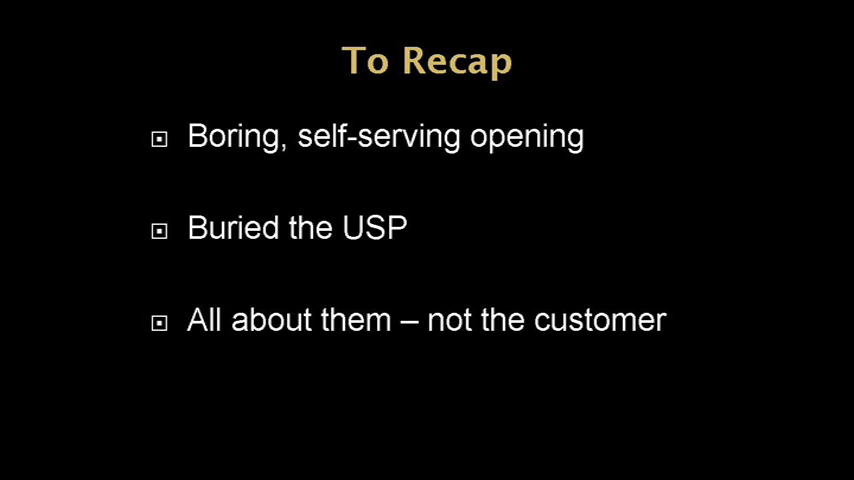 To Recap
Boring, self-serving opening
Buried the USP
All about them – not the customer